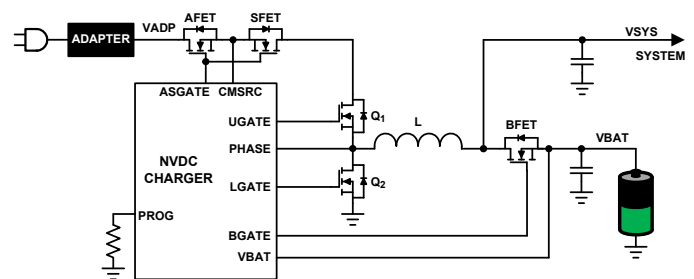 VADP
AFET
SFET
ADAPTER
VSYS
SYSTEM
ASGATE
CMSRC
UGATE
Q1
L
BFET
VBAT
NVDC
CHARGER
PHASE
LGATE
Q2
PROG
BGATE
VBAT